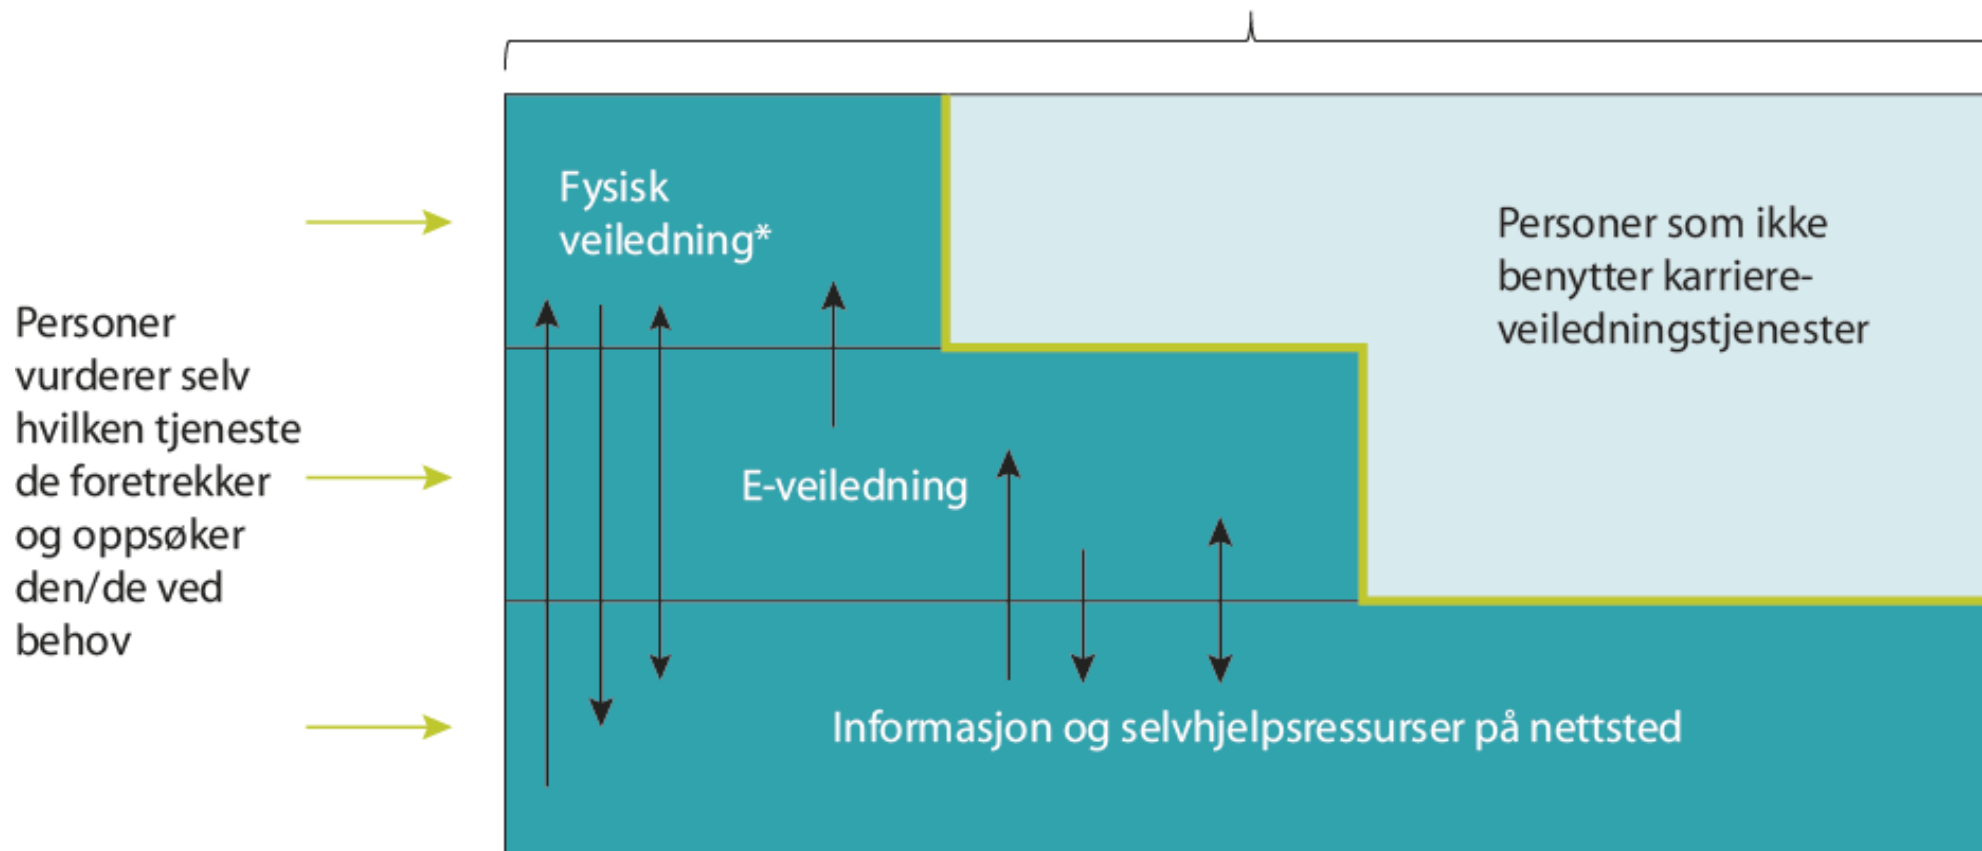 Personer
vurderer selv
hvilken tjeneste
de foretrekker
og oppsøker
den/de ved
behov
Fysisk
veiledning*
E-veiledning
Informasjon og selvhjelpsressurser på nettsted
Personer som ikke
benytter karriere-
veiledningstjenester